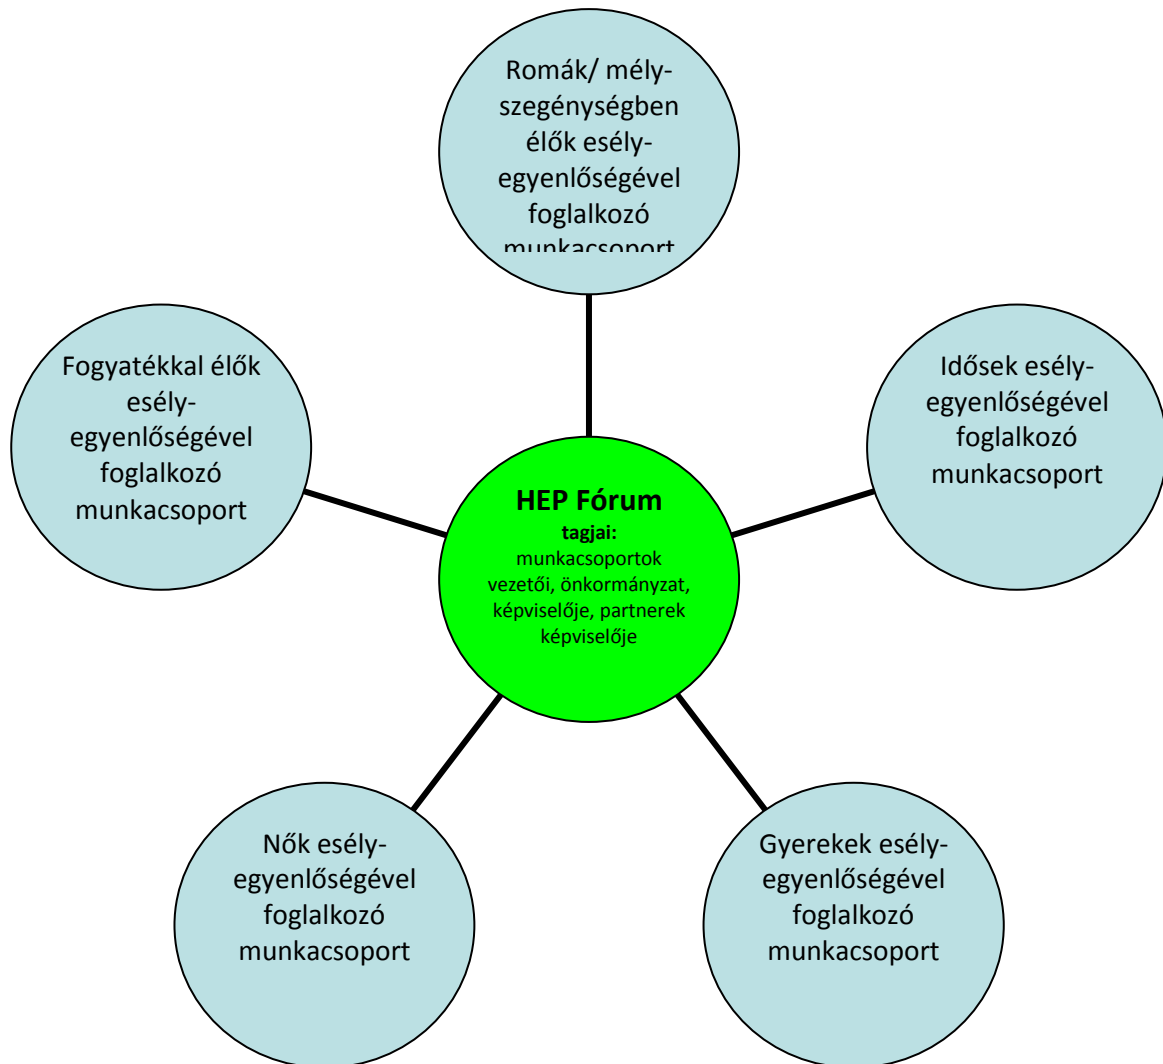 Romák/ mély-
szegénységben
élők esély-
egyenlőségével
foglalkozó
munkacsoport
Fogyatékkal élők
esély-
egyenlőségével
foglalkozó
munkacsoport
Idősek esély-
egyenlőségével
foglalkozó
munkacsoport
HEP Fórum
tagjai:
munkacsoportok
vezetői, önkormányzat,
képviselője, partnerek
képviselője
Nők esély-
egyenlőségével
foglalkozó
munkacsoport
Gyerekek esély-
egyenlőségével
foglalkozó
munkacsoport